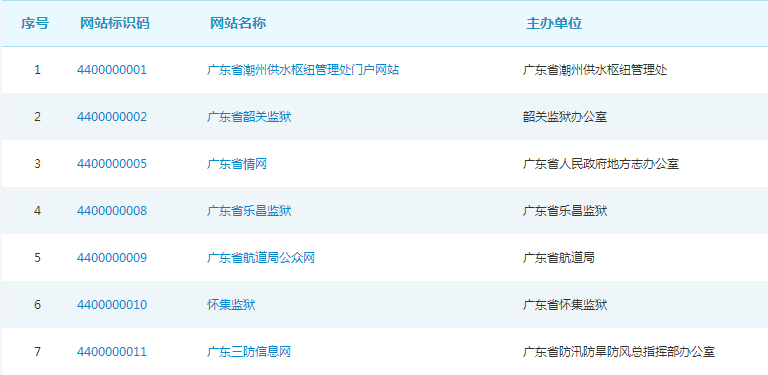 序号 网站标识码 网站名称 主办单位
1 4400000001 广东省潮州供水枢纽管理处门户网站 广东省潮州供水枢纽管理处
2 4400000002 广东省韶关监狱 韶关监狱办公室
3 4400000005 广东省情网 广东省人民政府地方志办公室
4 4400000008 广东省乐昌监狱 广东省乐昌监狱
5 4400000009 广东省航道局公众网 广东省航道局
6 4400000010 怀集监狱 广东省怀集监狱
7 4400000011 广东三防信息网 广东省防汛防旱防风总指挥部办公室